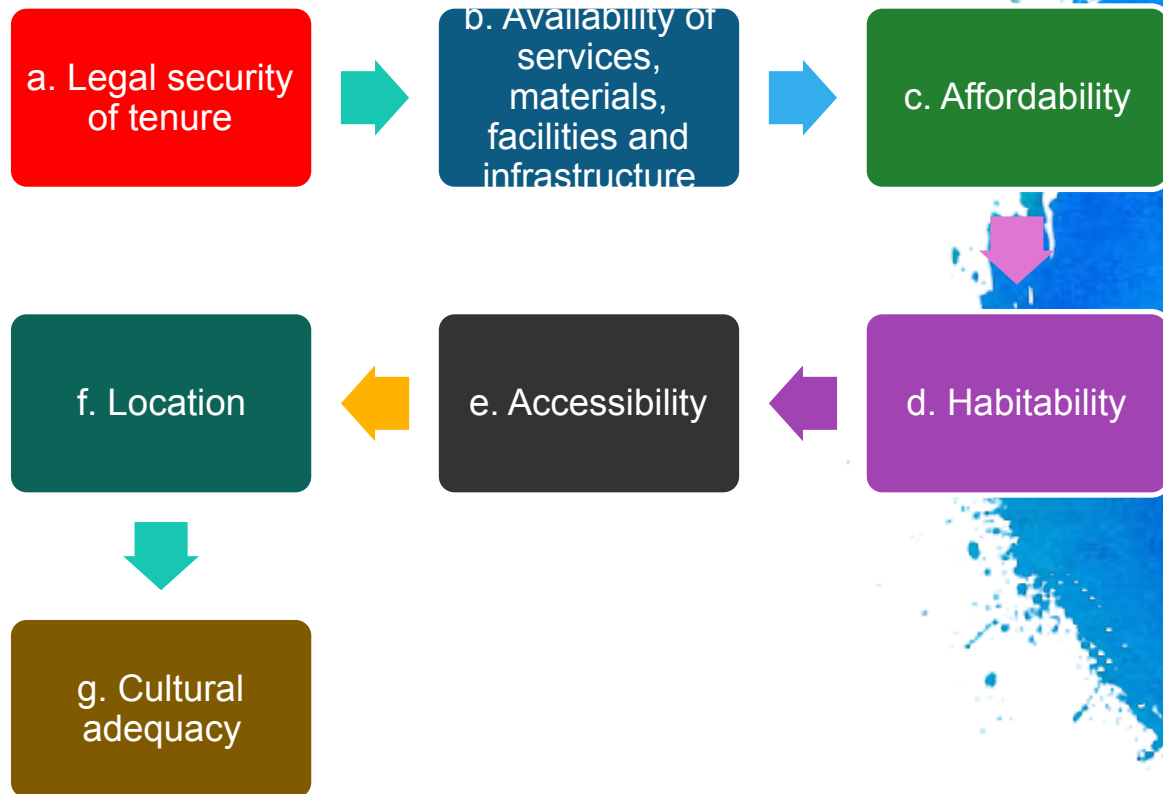 a. Legal security
of tenure
b. Availability of
services,
materials,
facilities and
infrastructure
c. Affordability
d. Habitability
e. Accessibility
f. Location
g. Cultural
adequacy